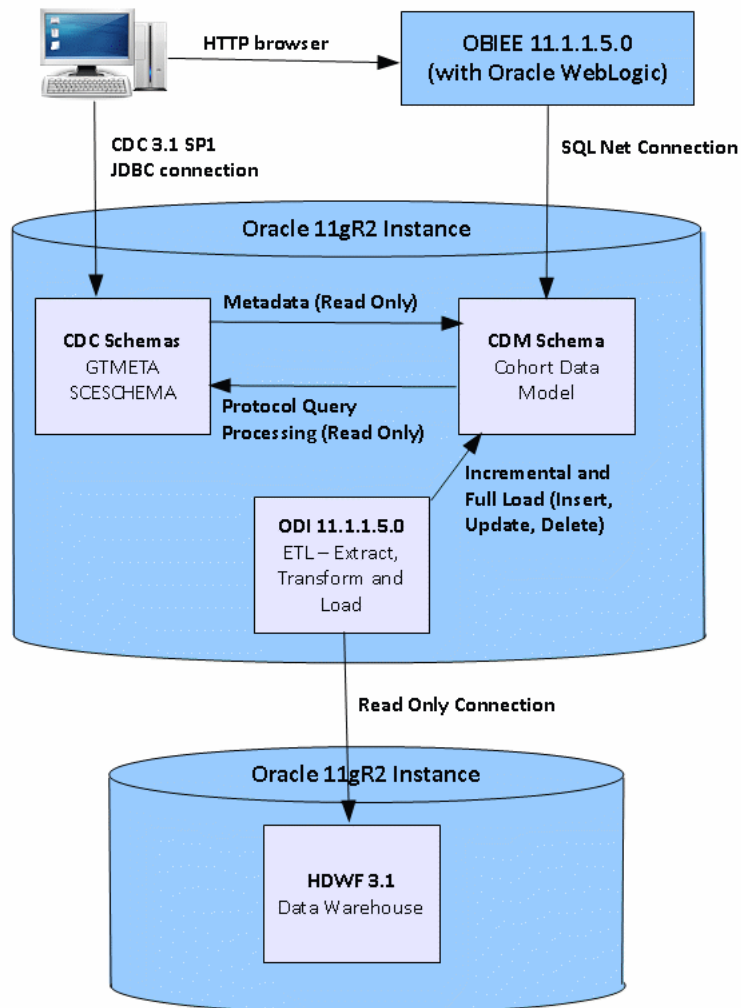 HTTP browser
OBIEE 11.1.1.5.0
(with Oracle WebLogic)
CDC 3.1 SP1
JDBC connection
SQL Net Connection
Oracle 11gR2 Instance
Metadata (Read Only)
CDC Schemas
GTMETA
SCESCHEMA
CDM Schema
Cohort Data
Model
Protocol Query
Processing (Read Only)
Incremental and
Full Load (Insert,
Update, Delete)
ODI 11.1.1.5.0
ETL – Extract,
Transform and
Load
Read Only Connection
Oracle 11gR2 Instance
HDWF 3.1
Data Warehouse